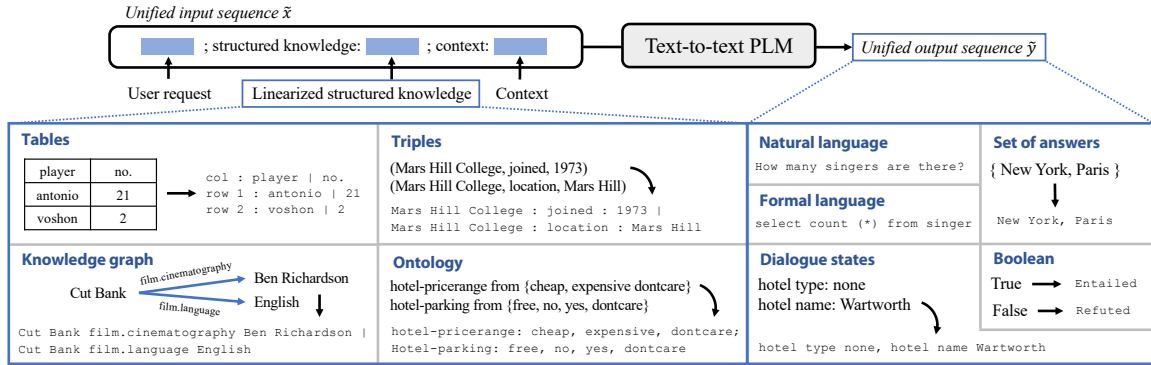 Unified input sequence x̃
; structured knowledge: ; context:
Text-to-text PLM
Unified output sequence ỹ
User request
Linearized structured knowledge
Context
Tables
player no.
antonio 21
voshon 2
col : player | no.
row 1 : antonio | 21
row 2 : voshon | 2
Triples
(Mars Hill College, joined, 1973)
(Mars Hill College, location, Mars Hill)
Mars Hill College : joined : 1973 |
Mars Hill College : location : Mars Hill
Knowledge graph
film.cinematography
Cut Bank
Ben Richardson
film.language
English
Cut Bank film.cinematography Ben Richardson |
Cut Bank film.language English
Ontology
hotel-pricerange from {cheap, expensive dontcare}
hotel-parking from {free, no, yes, dontcare}
hotel-pricerange: cheap, expensive, dontcare;
Hotel-parking: free, no, yes, dontcare
Natural language
How many singers are there?
Formal language
select count (*) from singer
Set of answers
{ New York, Paris }
New York, Paris
Dialogue states
hotel type: none
hotel name: Wartworth
hotel type none, hotel name Wartworth
Boolean
True Entailed
False Refuted